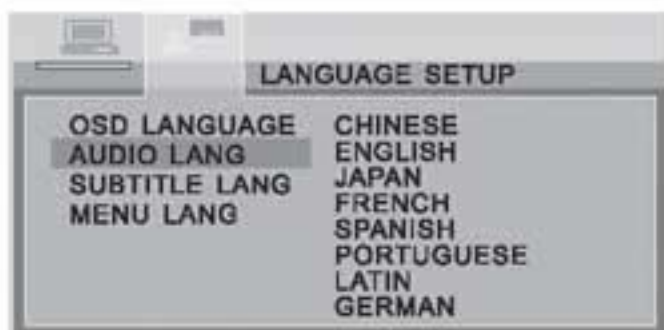 LANGUAGE SETUP
OSD LANGUAGE
AUDIO LANG
SUBTITLE LANG
MENU LANG
CHINESE
ENGLISH
JAPAN
FRENCH
SPANISH
PORTUGUESE
LATIN
GERMAN